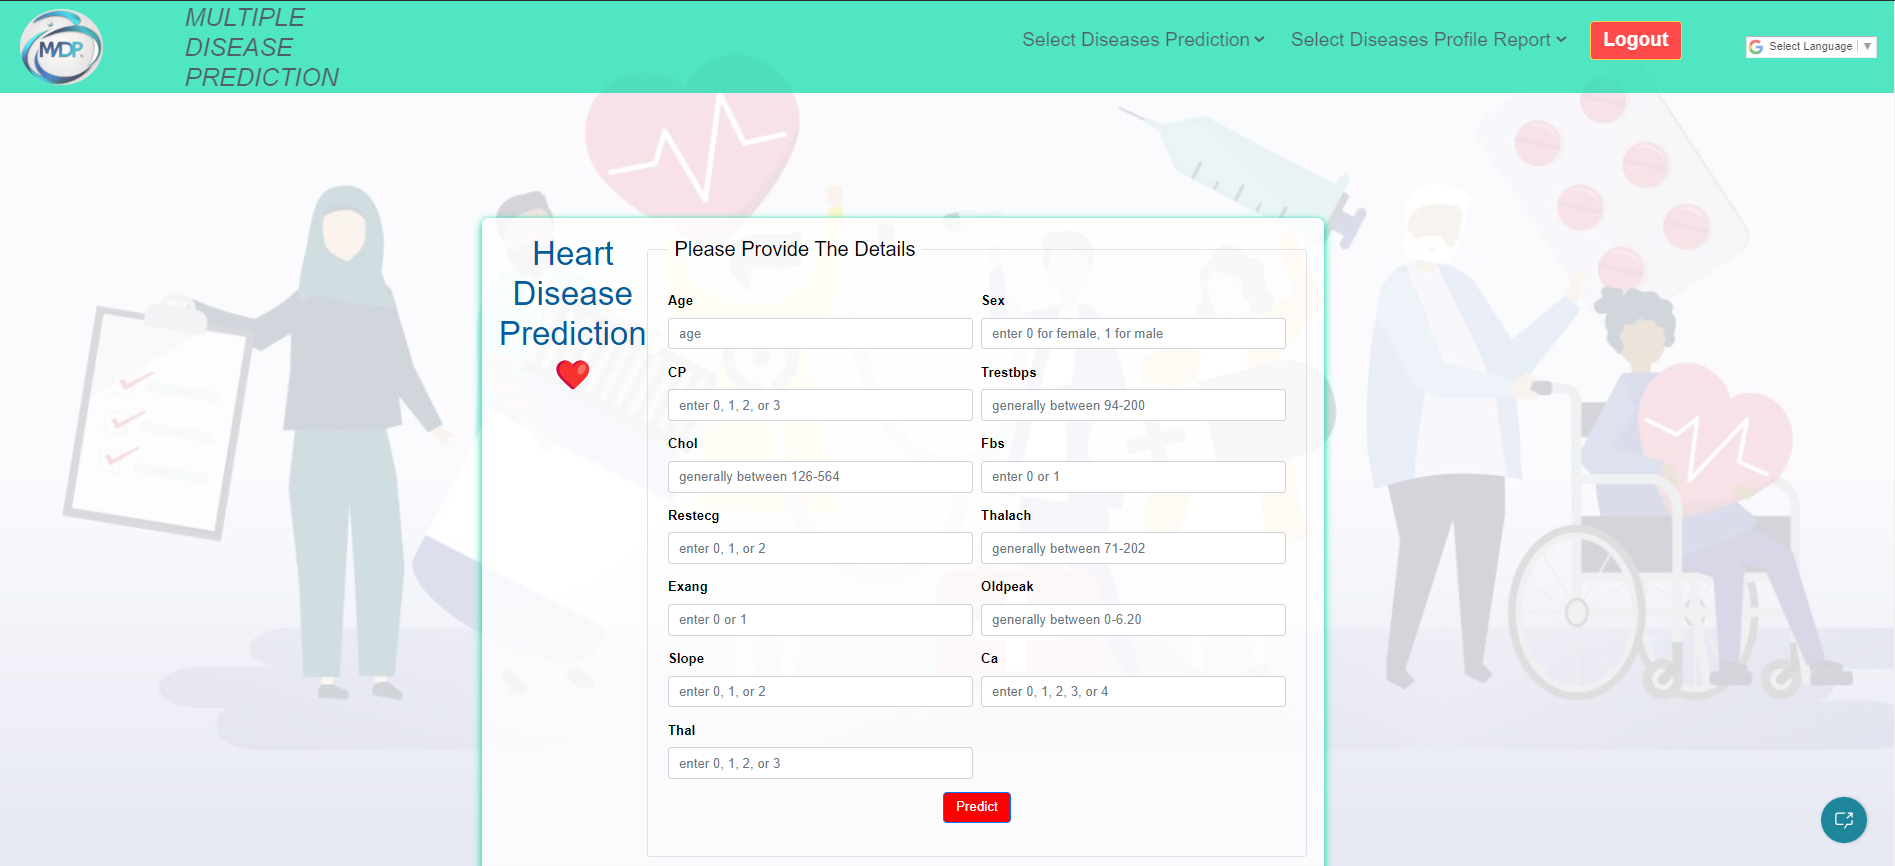 MVDP
MULTIPLE
DISEASE
PREDICTION
Select Diseases Prediction
Select Diseases Profile Report
Logout
Select Language
Heart
Disease
Prediction
Please Provide The Details
Age
Sex
age
enter 0 for female, 1 for male
CP
Trestbps
enter 0, 1, 2, or 3
generally between 94-200
Chol
Fbs
generally between 126-564
enter 0 or 1
Restecg
Thalach
enter 0, 1, or 2
generally between 71-202
Exang
Oldpeak
enter 0 or 1
generally between 0-6.20
Slope
Ca
enter 0, 1, or 2
enter 0, 1, 2, 3, or 4
Thal
enter 0, 1, 2, or 3
Predict